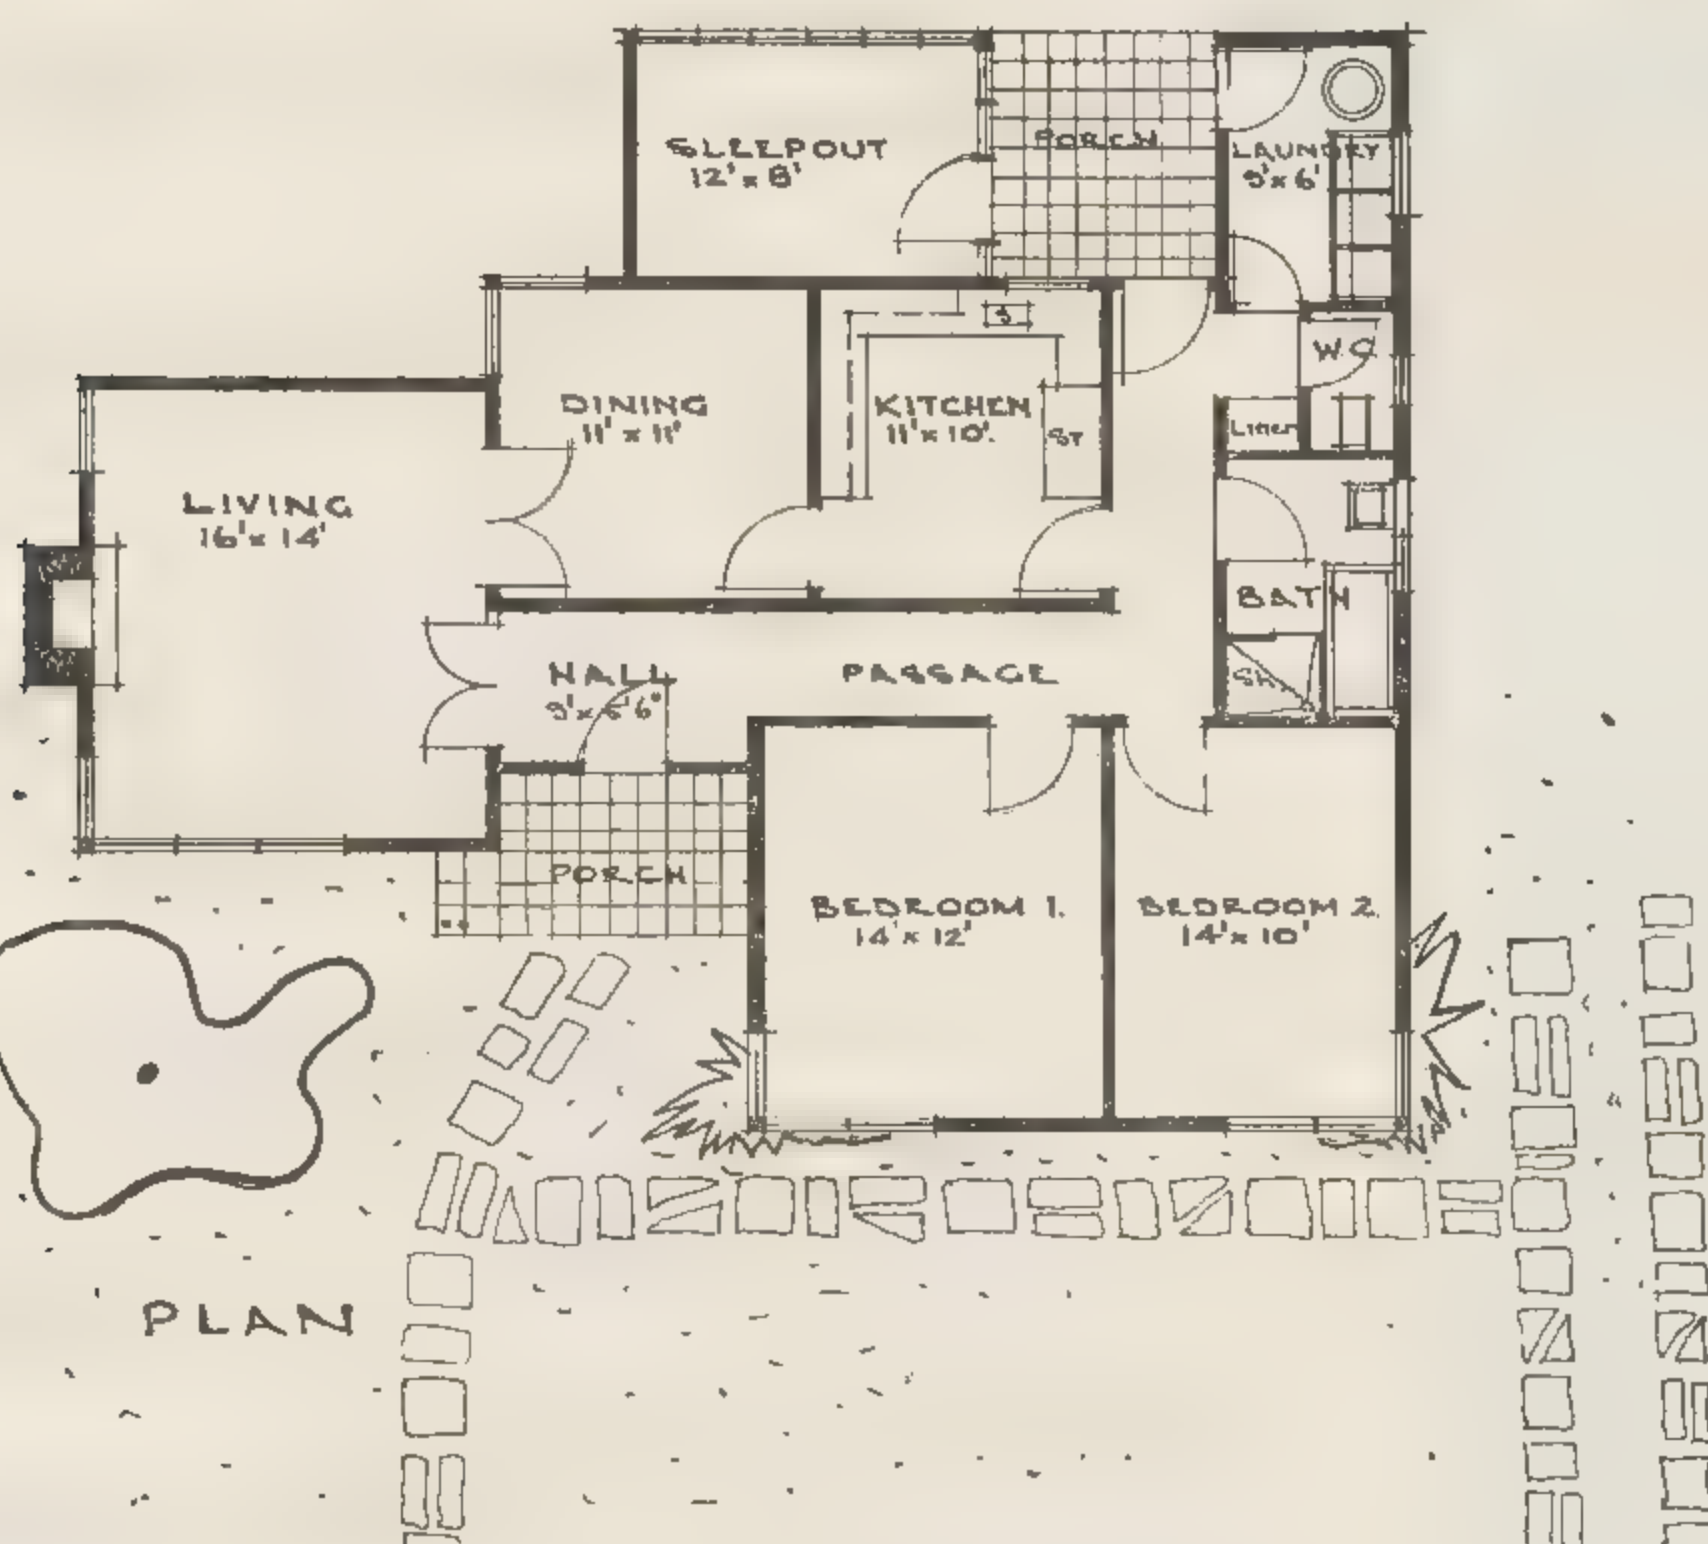 SLEEPOUT
12' x 8'
PORCH
LAUNDRY
9' x 6'
S
W.C
DINING
11' x 11'
KITCHEN
11' x 10'.
ST
Linen
LIVING
16' x 14'
BATH
SH.
HALL
9' x 6'6"
PASSAGE
PORCH
BEDROOM 1.
14' x 12'
BEDROOM 2.
14' x 10'
PLAN